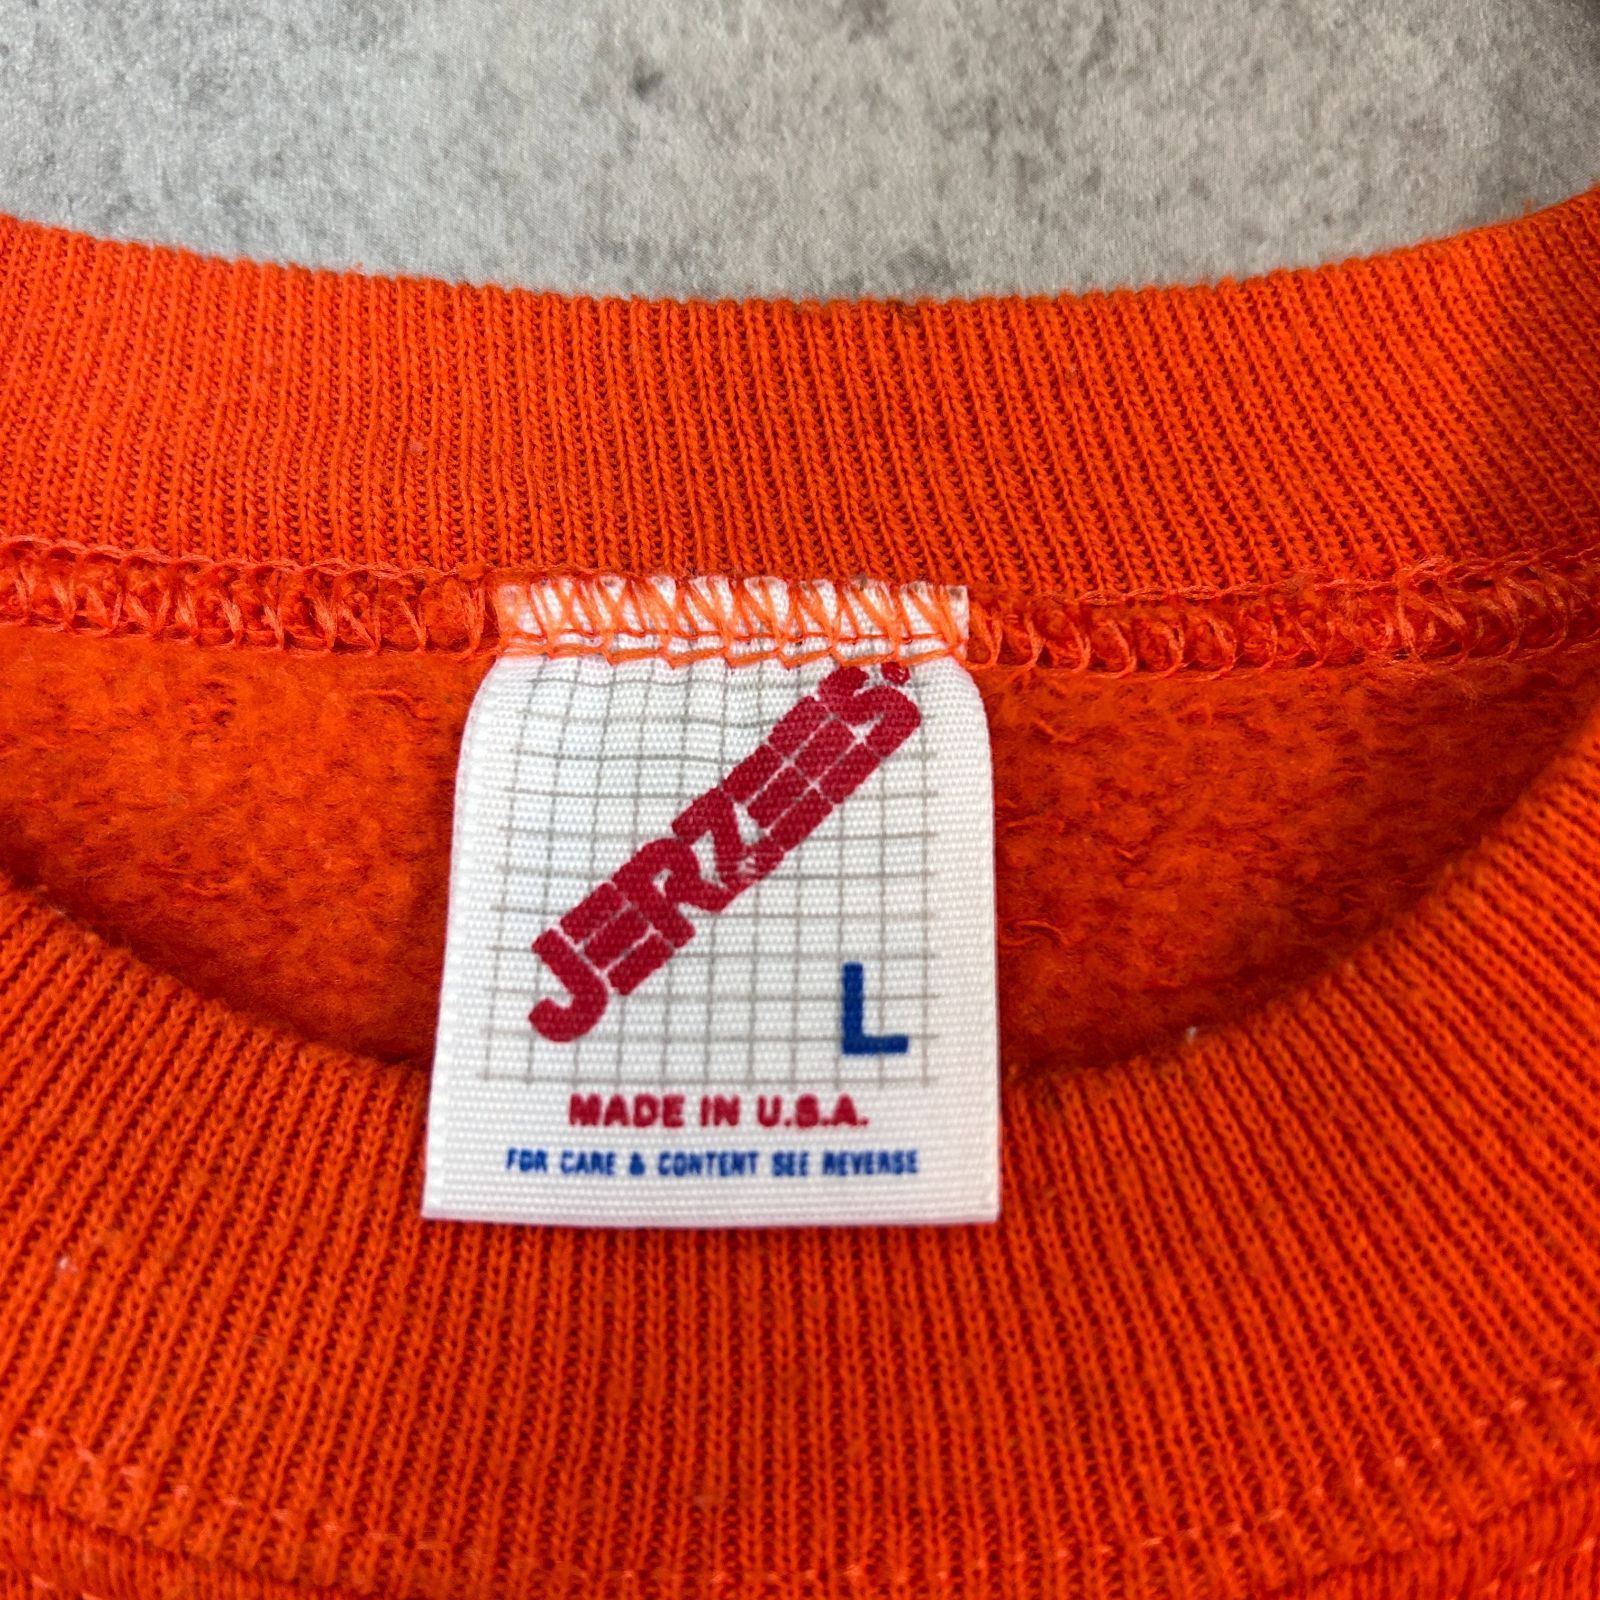 JERZEES.
L
MADE IN U.S.A.
FOR CARE & CONTENT SEE REVERSE